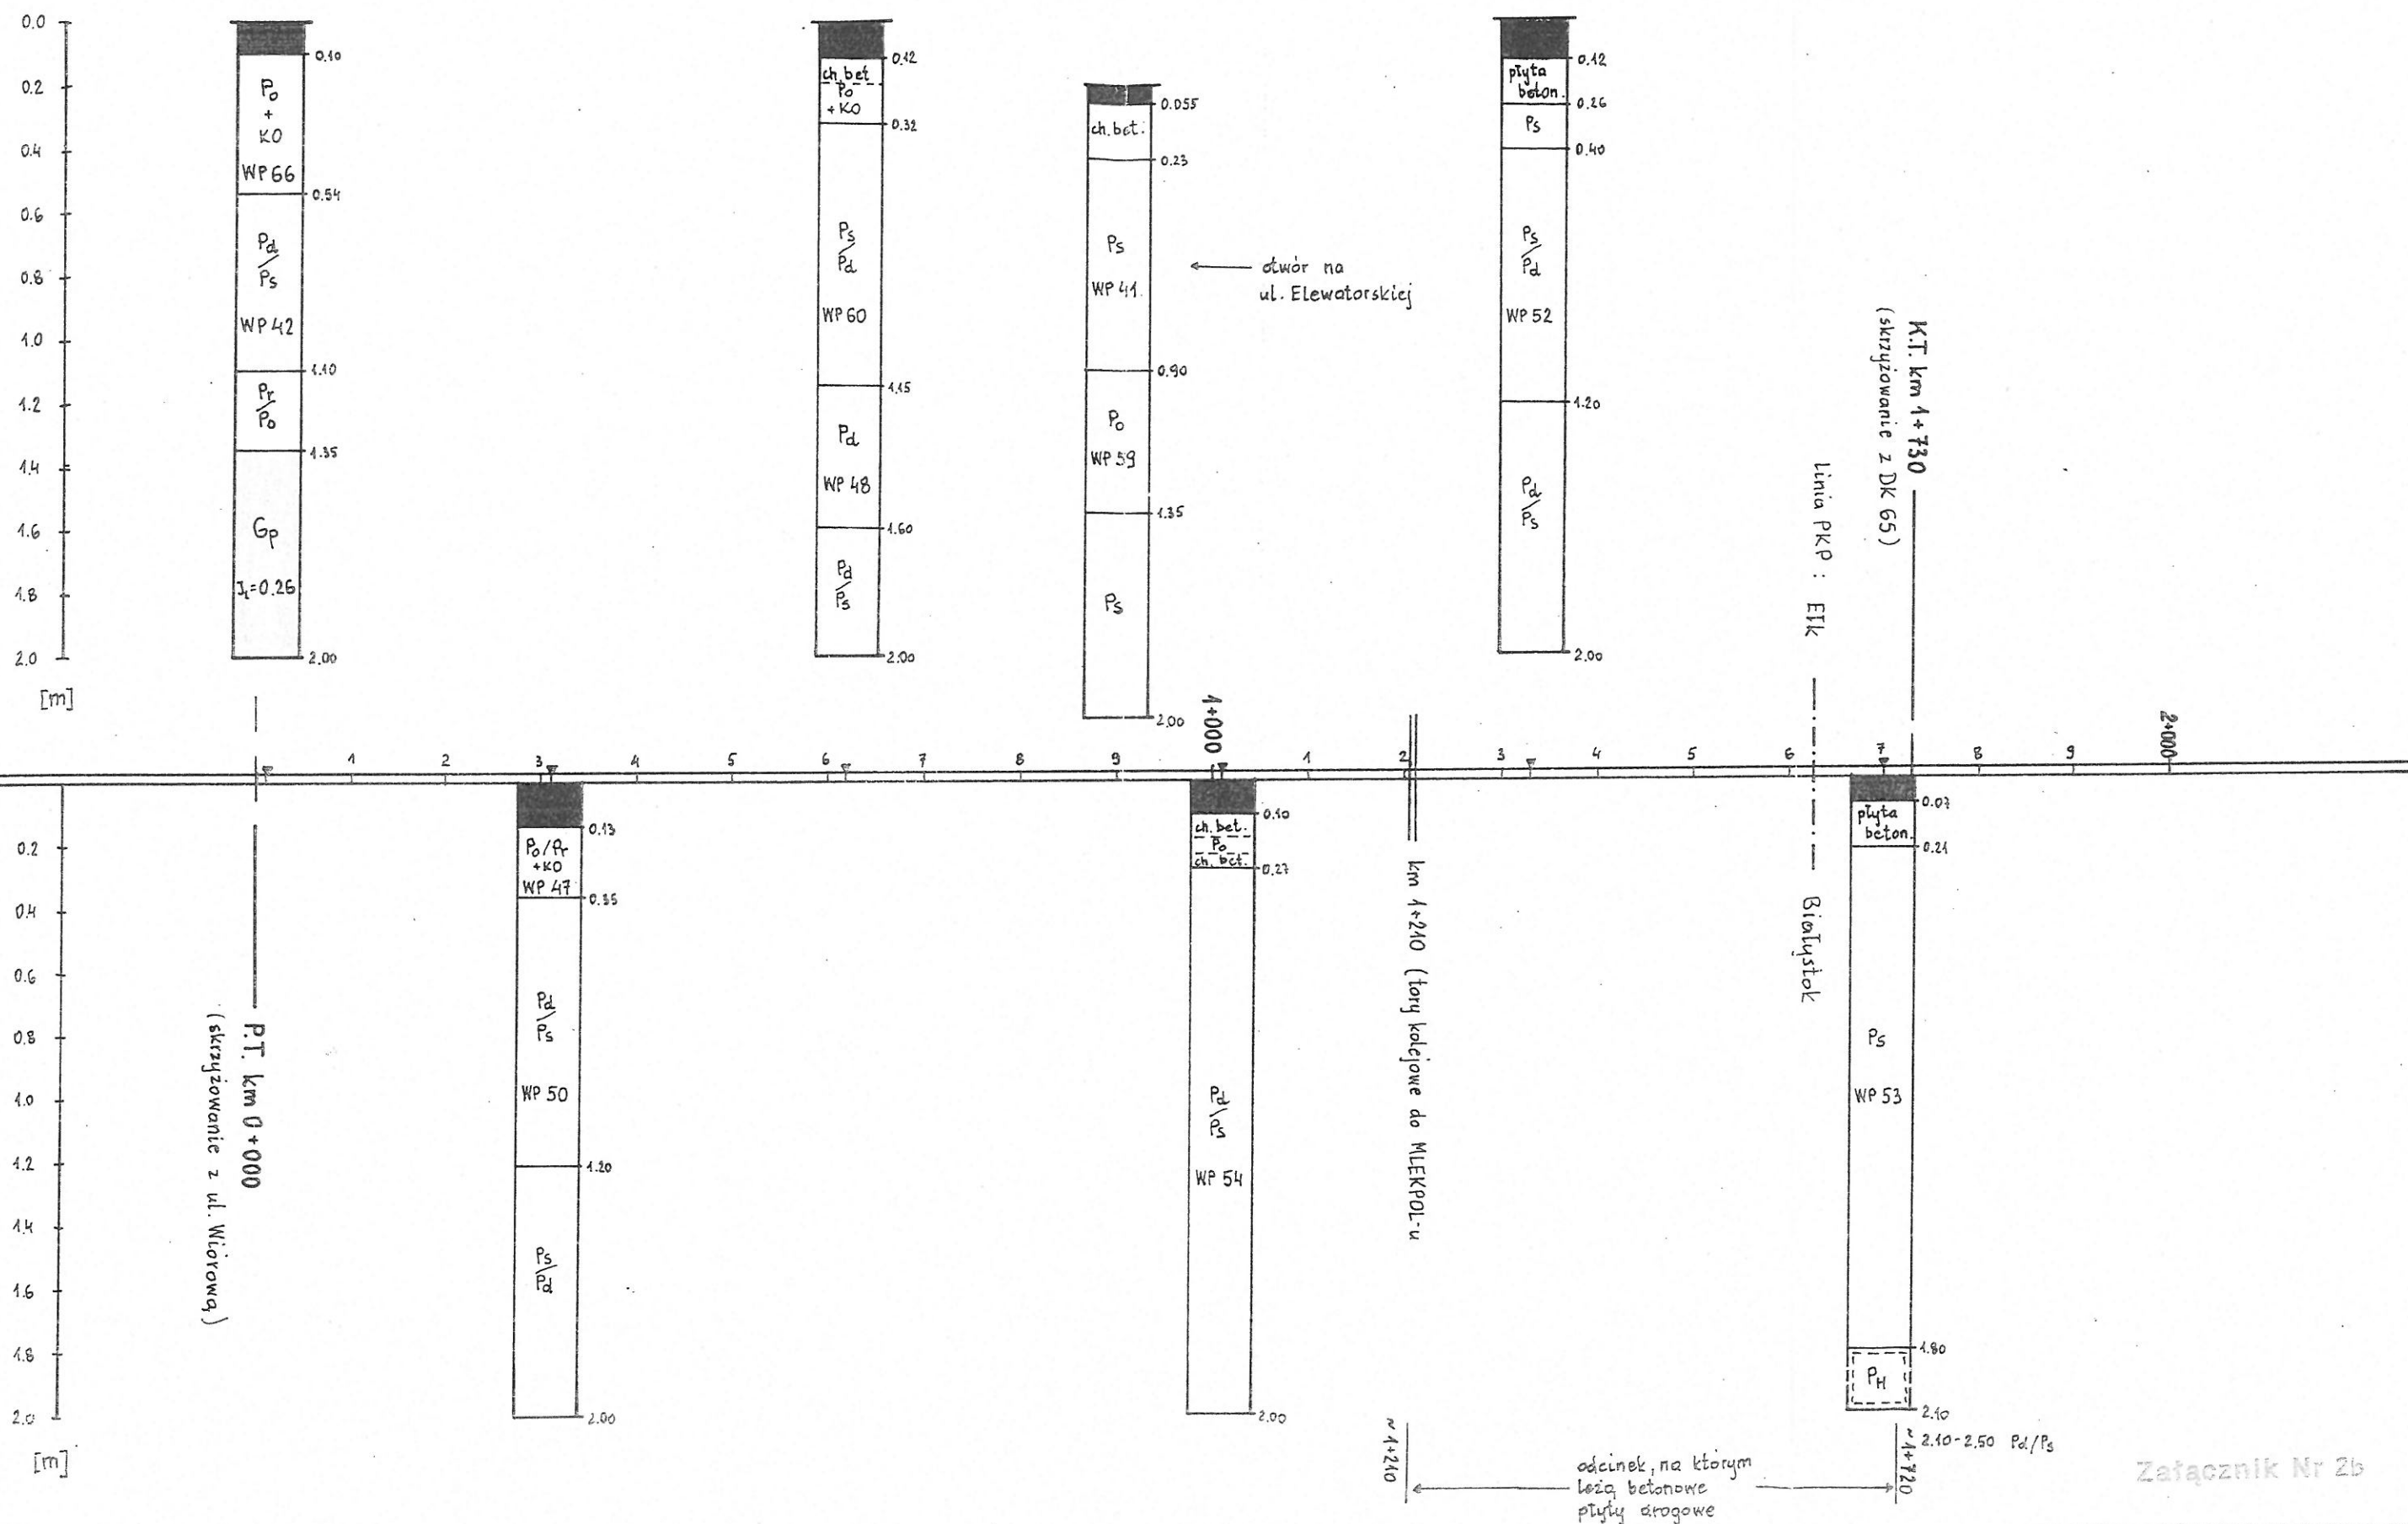 0.0
0.2
0.4
0.6
0.8
1.0
1.2
1.4
1.6
1.8
2.0
[m]
0.10
Po
+
KO
WP 66
0.54
Pd
/
Ps
WP 42
1.10
Pr
/
Po
1.35
Gp
IL=0.26
2.00
0.12
ch. bet
Po
+ KO
0.32
Ps
/
Pd
WP 60
1.15
Pd
WP 48
1.60
Pd
\
Ps
2.00
0.055
ch. bet.
0.23
Ps
WP 41
0.90
Po
WP 59
1.35
Ps
2.00
otwór na
ul. Elewatorskiej
0.12
płyta
beton.
0.26
Ps
0.40
Ps
/
Pd
WP 52
1.20
Pd
\
Ps
2.00
K.T. km 1+730
(skrzyżowanie z DK 65)
linia PKP : Ełk
Białystok
1 2 3 4 5 6 7 8 9 1+000 1 2 3 4 5 6 7 8 9 2+000
0.2
0.4
0.6
0.8
1.0
1.2
1.4
1.6
1.8
2.0
[m]
P.T. km 0+000
(skrzyżowanie z ul. Wiórową)
0.13
Po/Pr
+KO
WP 47
0.35
Pd
\
Ps
WP 50
1.20
Ps
\
Pd
2.00
0.10
ch. bet.
Po
ch. bet.
0.27
Pd
\
Ps
WP 54
2.00
km 1+210 (tory kolejowe do MLEKPOL-u
0.07
płyta
beton.
0.21
Ps
WP 53
1.80
PH
2.10
2.10-2.50 Pd/Ps
~1+210
odcinek, na którym
leżą betonowe
płyty drogowe
~1+720
Załącznik Nr 2b